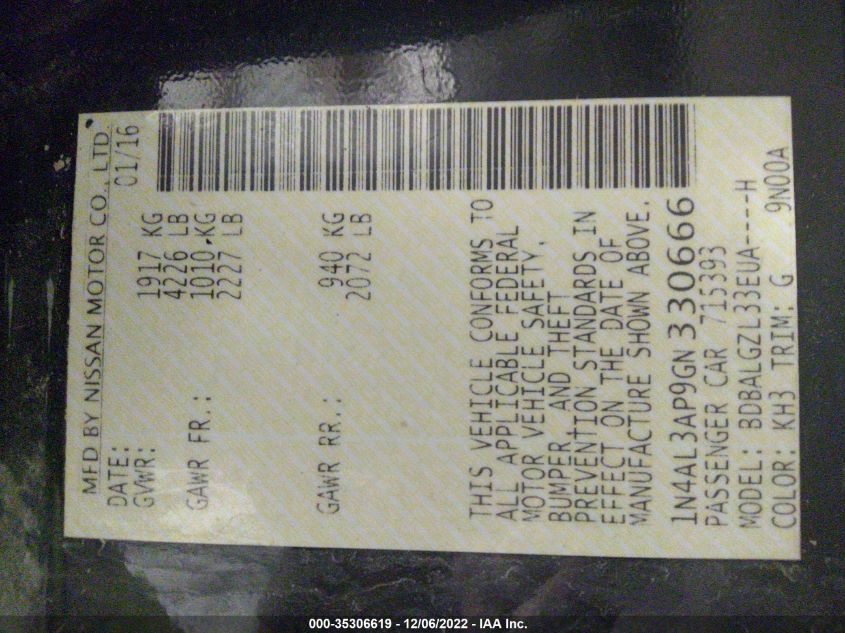 MFD BY NISSAN MOTOR CO., LTD
DATE: 01/16
GVWR: 1917 KG
4226 LB
GAWR FR.: 1010 KG
2227 LB
GAWR RR.: 940 KG
2072 LB
THIS VEHICLE CONFORMS TO
ALL APPLICABLE FEDERAL
MOTOR VEHICLE SAFETY,
BUMPER, AND THEFT
PREVENTION STANDARDS IN
EFFECT ON THE DATE OF
MANUFACTURE SHOWN ABOVE.
1N4AL3AP9GN330666
PASSENGER CAR 715393
MODEL: BDBALGZL33EUA----H
COLOR: KH3 TRIM: G 9N00A
000-35306619 - 12/06/2022 - IAA Inc.